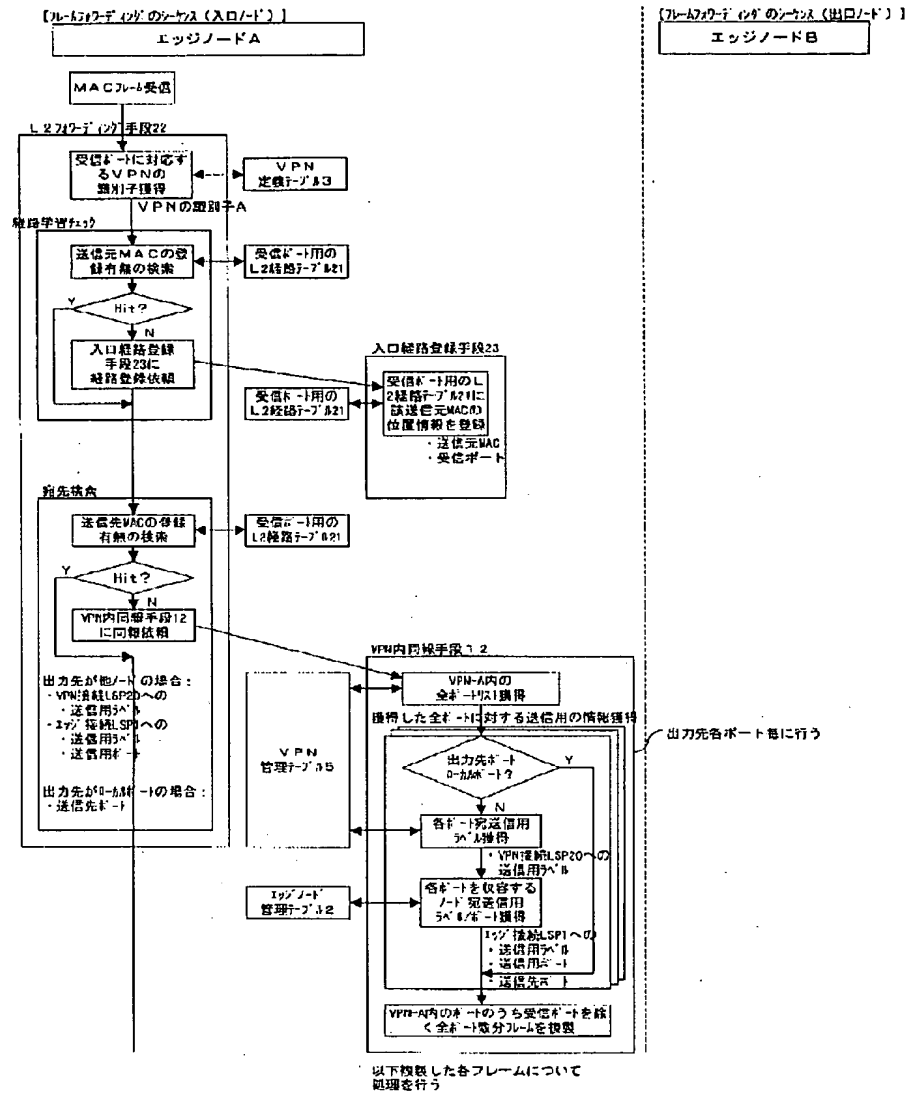 【フレームフォワーディングのシーケンス（入口ノード）】
エッジノードA
【フレームフォワーディングのシーケンス（出口ノード）】
エッジノードB
MACフレーム受信
L2フォワーディング手段22
受信ポートに対応す
るVPNの
識別子獲得
VPN
定義テーブル3
VPNの識別子A
経路学習チェック
送信元MACの登
録有無の検索
受信ポート用の
L2経路テーブル21
Y
Hit?
N
入口経路登録
手段23に
経路登録依頼
受信ポート用の
L2経路テーブル21
入口経路登録手段23
受信ポート用のL
2経路テーブル21に
該送信元MACの
位置情報を登録
・送信元MAC
・受信ポート
宛先検索
送信先MACの登録
有無の検索
受信ポート用の
L2経路テーブル21
Y
Hit?
N
VPN内同報手段12
に同報依頼
出力先が他ノードの場合：
・VPN接続LSP20への
・送信用ラベル
・エッジ接続LSP1への
・送信用ラベル
・送信用ポート
出力先がローカルポートの場合：
・送信先ポート
VPN内同報手段12
VPN-A内の
全ポートリスト獲得
獲得した全ポートに対する送信用の情報獲得
出力先各ポート毎に行う
VPN
管理テーブル5
出力先ポート
ローカルポート？
Y
N
各ポート宛送信用
ラベル獲得
・VPN接続LSP20への
送信用ラベル
エッジノード
管理テーブル2
各ポートを収容する
ノード宛送信用
ラベル/ポート獲得
エッジ接続LSP1への
・送信用ラベル
・送信用ポート
・送信先ポート
VPN-A内のポートのうち受信ポートを除
く全ポート数分フレームを複製
以下複製した各フレームについて
処理を行う